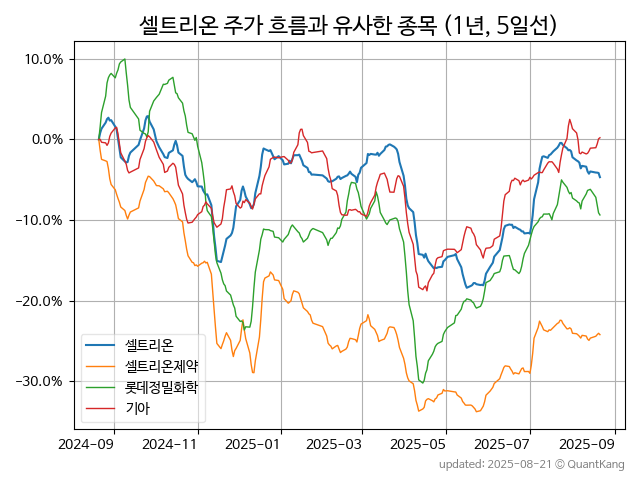 셀트리온 주가 흐름과 유사한 종목 (1년, 5일선)
10.0%
0.0%
−10.0%
−20.0%
−30.0%
셀트리온
셀트리온제약
롯데정밀화학
기아
2024-09 2024-11 2025-01 2025-03 2025-05 2025-07 2025-09
updated: 2025-08-21 © QuantKang